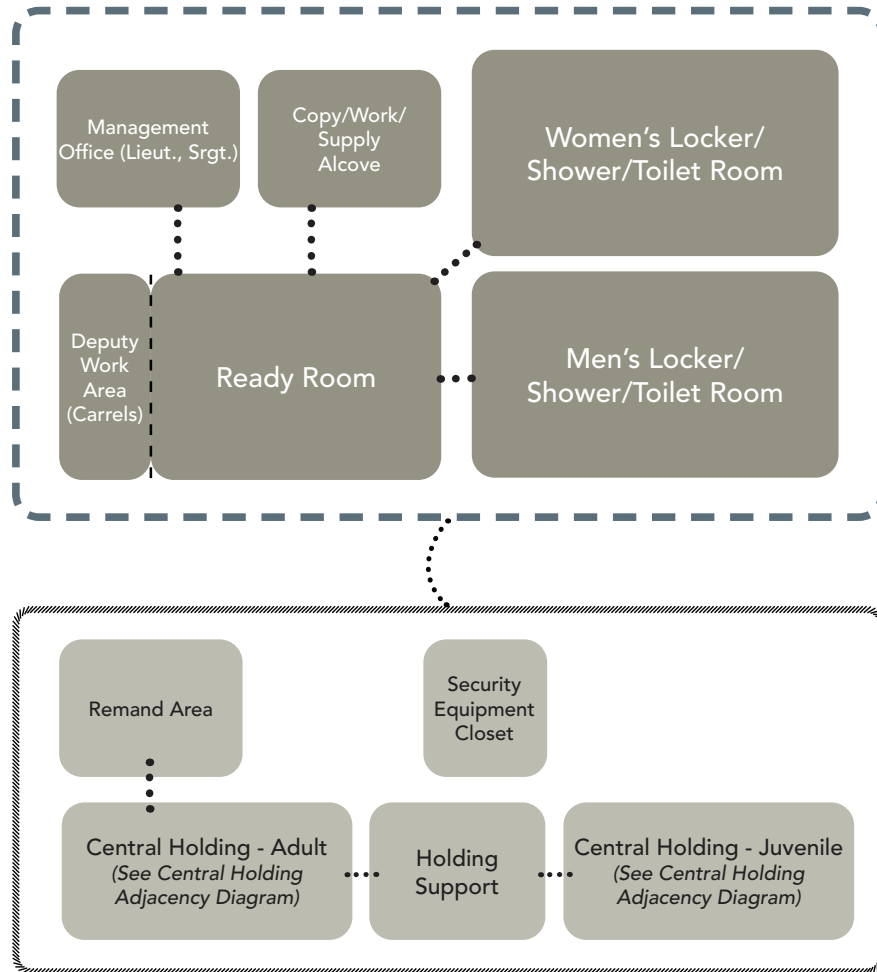 Management
Office (Lieut., Srgt.)
Copy/Work/
Supply
Alcove
Women’s Locker/
Shower/Toilet Room
Deputy
Work
Area
(Carrels)
Ready Room
Men’s Locker/
Shower/Toilet Room
Remand Area
Security
Equipment
Closet
Central Holding - Adult
(See Central Holding
Adjacency Diagram)
Holding
Support
Central Holding - Juvenile
(See Central Holding
Adjacency Diagram)